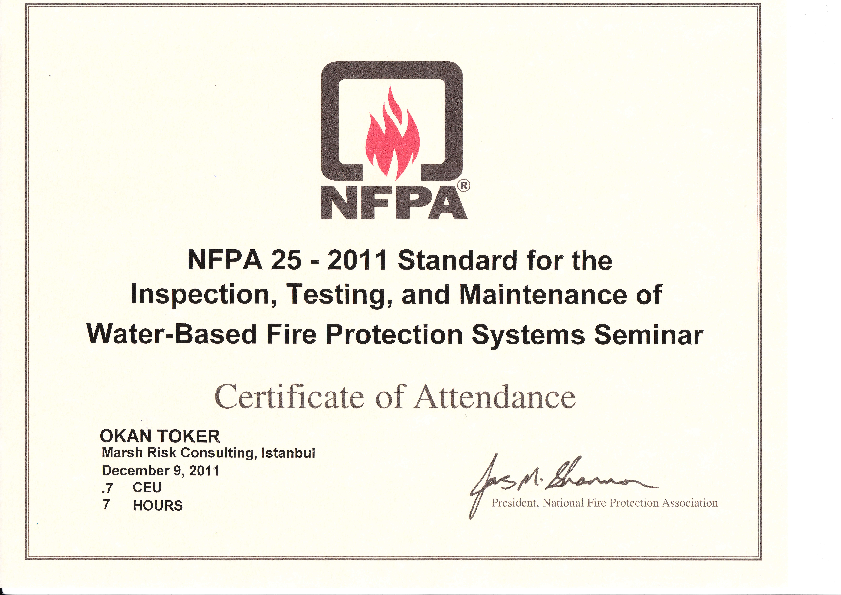 NFPA®
NFPA 25 - 2011 Standard for the
Inspection, Testing, and Maintenance of
Water-Based Fire Protection Systems Seminar
Certificate of Attendance
OKAN TOKER
Marsh Risk Consulting, Istanbul
December 9, 2011
.7 CEU
7 HOURS
Jas M. Shannon
President, National Fire Protection Association